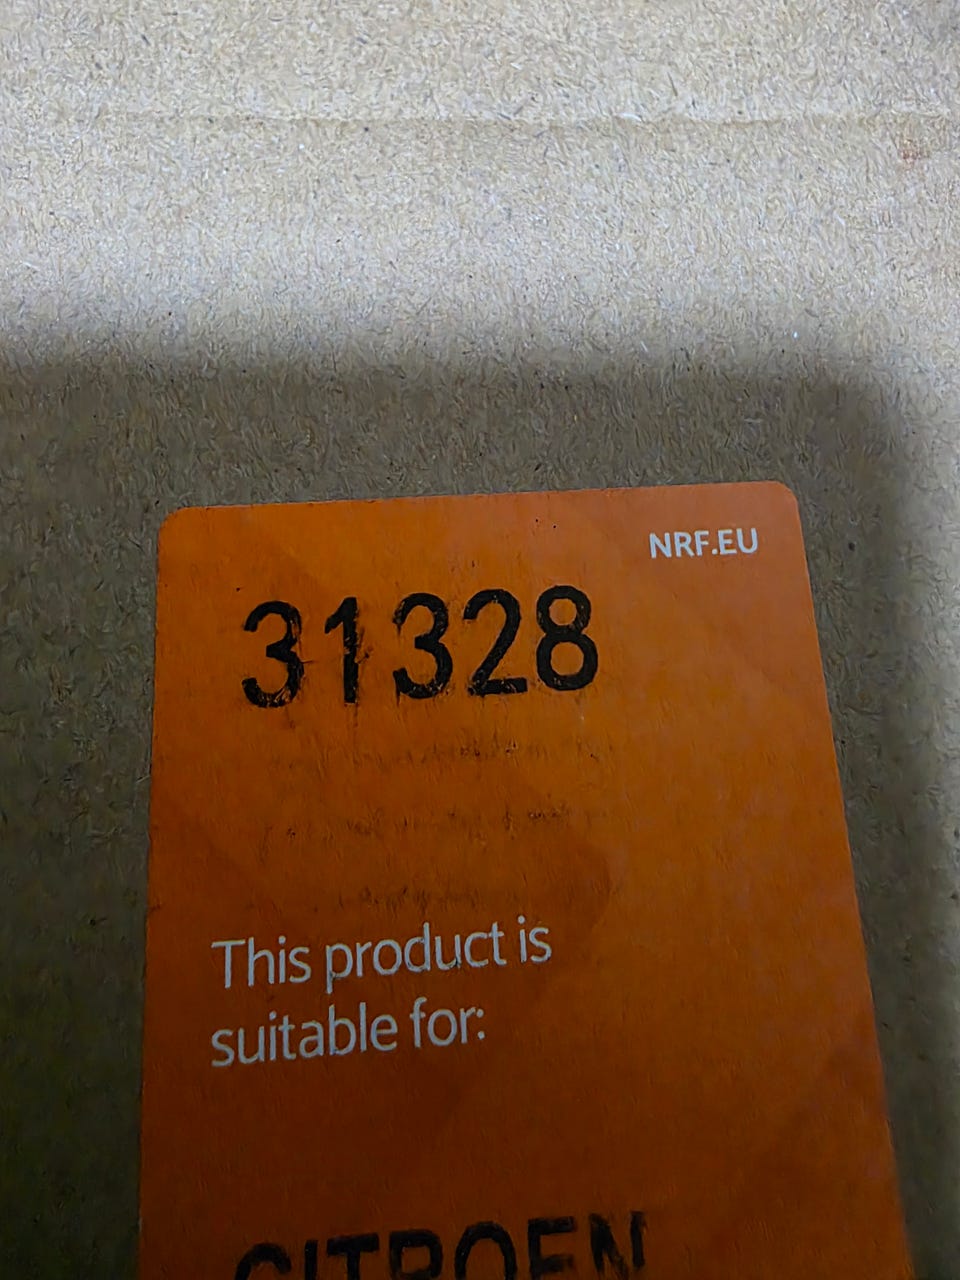 NRF.EU
31328
This product is
suitable for:
CITROEN